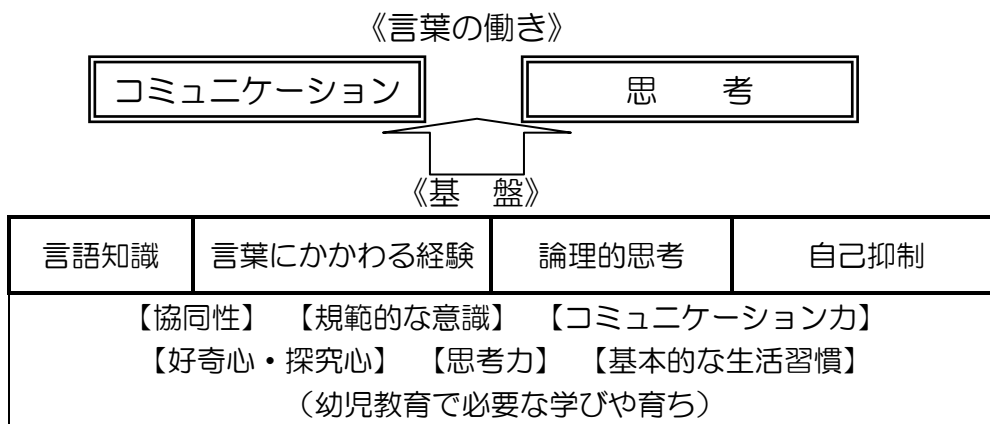 《言葉の働き》
コミュニケーション 思　　考
《基　盤》
言語知識 言葉にかかわる経験 論理的思考 自己抑制
【協同性】 【規範的な意識】 【コミュニケーション力】
【好奇心・探究心】 【思考力】 【基本的な生活習慣】
（幼児教育で必要な学びや育ち）